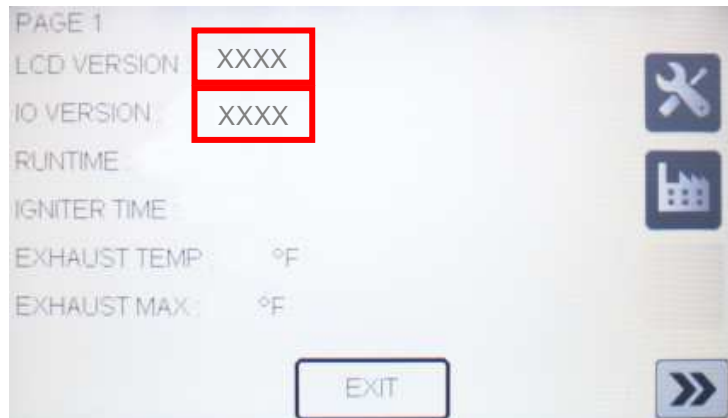 PAGE 1
LCD VERSION XXXX
IO VERSION: XXXX
RUNTIME :
IGNITER TIME
EXHAUST TEMP °F
EXHAUST MAX : °F
EXIT